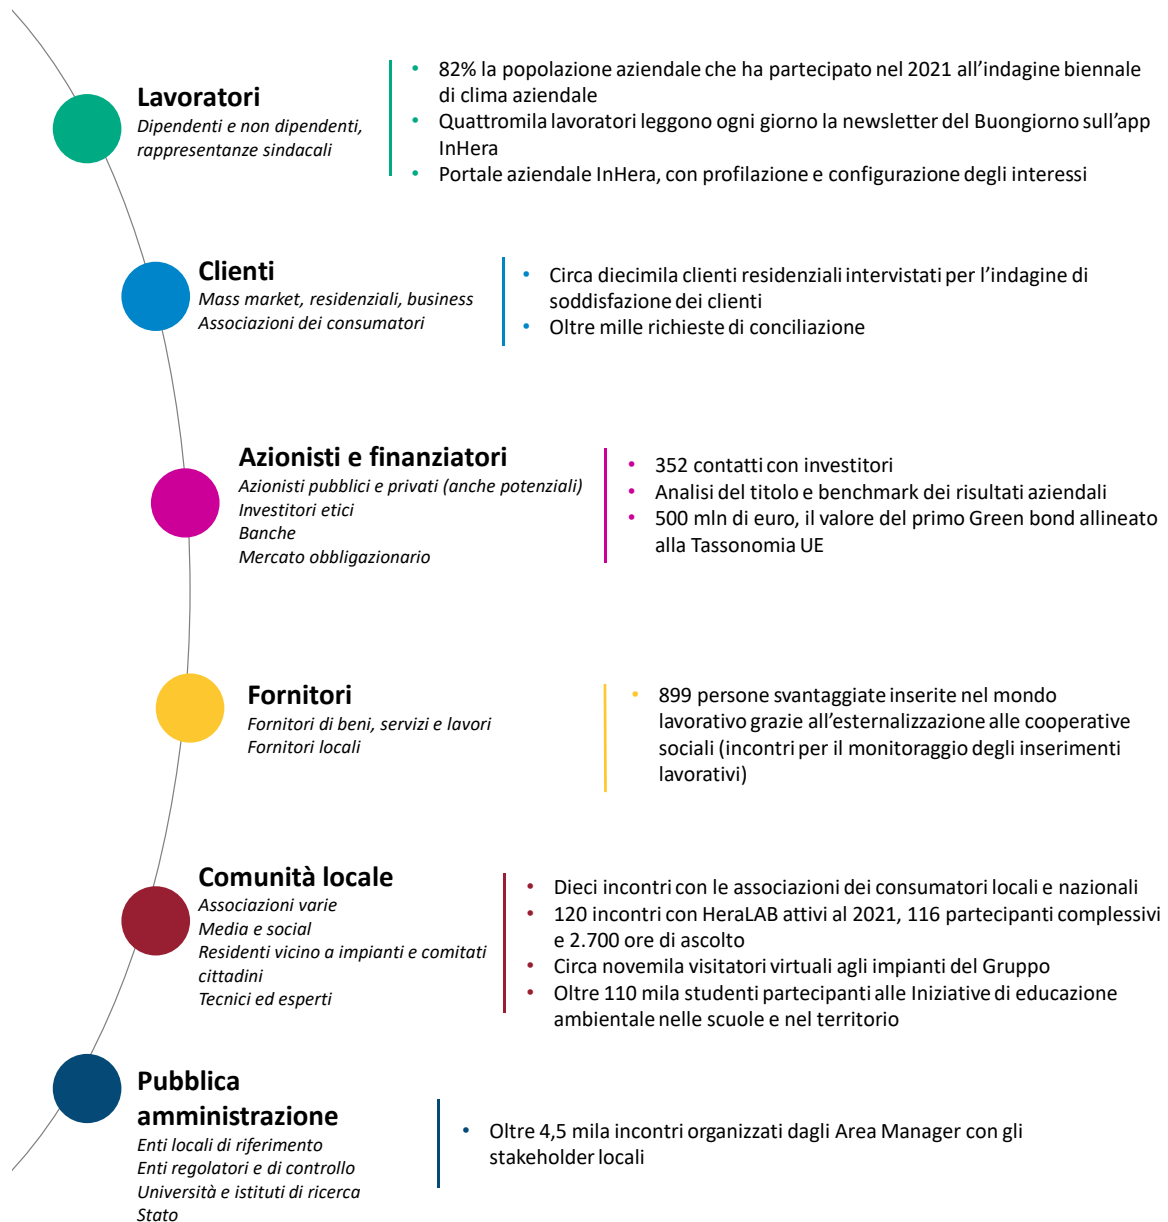 Lavoratori
Dipendenti e non dipendenti,
rappresentanze sindacali
• 82% la popolazione aziendale che ha partecipato nel 2021 all’indagine biennale
di clima aziendale
• Quattromila lavoratori leggono ogni giorno la newsletter del Buongiorno sull’app
InHera
• Portale aziendale InHera, con profilazione e configurazione degli interessi
Clienti
Mass market, residenziali, business
Associazioni dei consumatori
• Circa diecimila clienti residenziali intervistati per l’indagine di
soddisfazione dei clienti
• Oltre mille richieste di conciliazione
Azionisti e finanziatori
Azionisti pubblici e privati (anche potenziali)
Investitori etici
Banche
Mercato obbligazionario
• 352 contatti con investitori
• Analisi del titolo e benchmark dei risultati aziendali
• 500 mln di euro, il valore del primo Green bond allineato
alla Tassonomia UE
Fornitori
Fornitori di beni, servizi e lavori
Fornitori locali
• 899 persone svantaggiate inserite nel mondo
lavorativo grazie all’esternalizzazione alle cooperative
sociali (incontri per il monitoraggio degli inserimenti
lavorativi)
Comunità locale
Associazioni varie
Media e social
Residenti vicino a impianti e comitati
cittadini
Tecnici ed esperti
• Dieci incontri con le associazioni dei consumatori locali e nazionali
• 120 incontri con HeraLAB attivi al 2021, 116 partecipanti complessivi
e 2.700 ore di ascolto
• Circa novemila visitatori virtuali agli impianti del Gruppo
• Oltre 110 mila studenti partecipanti alle Iniziative di educazione
ambientale nelle scuole e nel territorio
Pubblica
amministrazione
Enti locali di riferimento
Enti regolatori e di controllo
Università e istituti di ricerca
Stato
• Oltre 4,5 mila incontri organizzati dagli Area Manager con gli
stakeholder locali